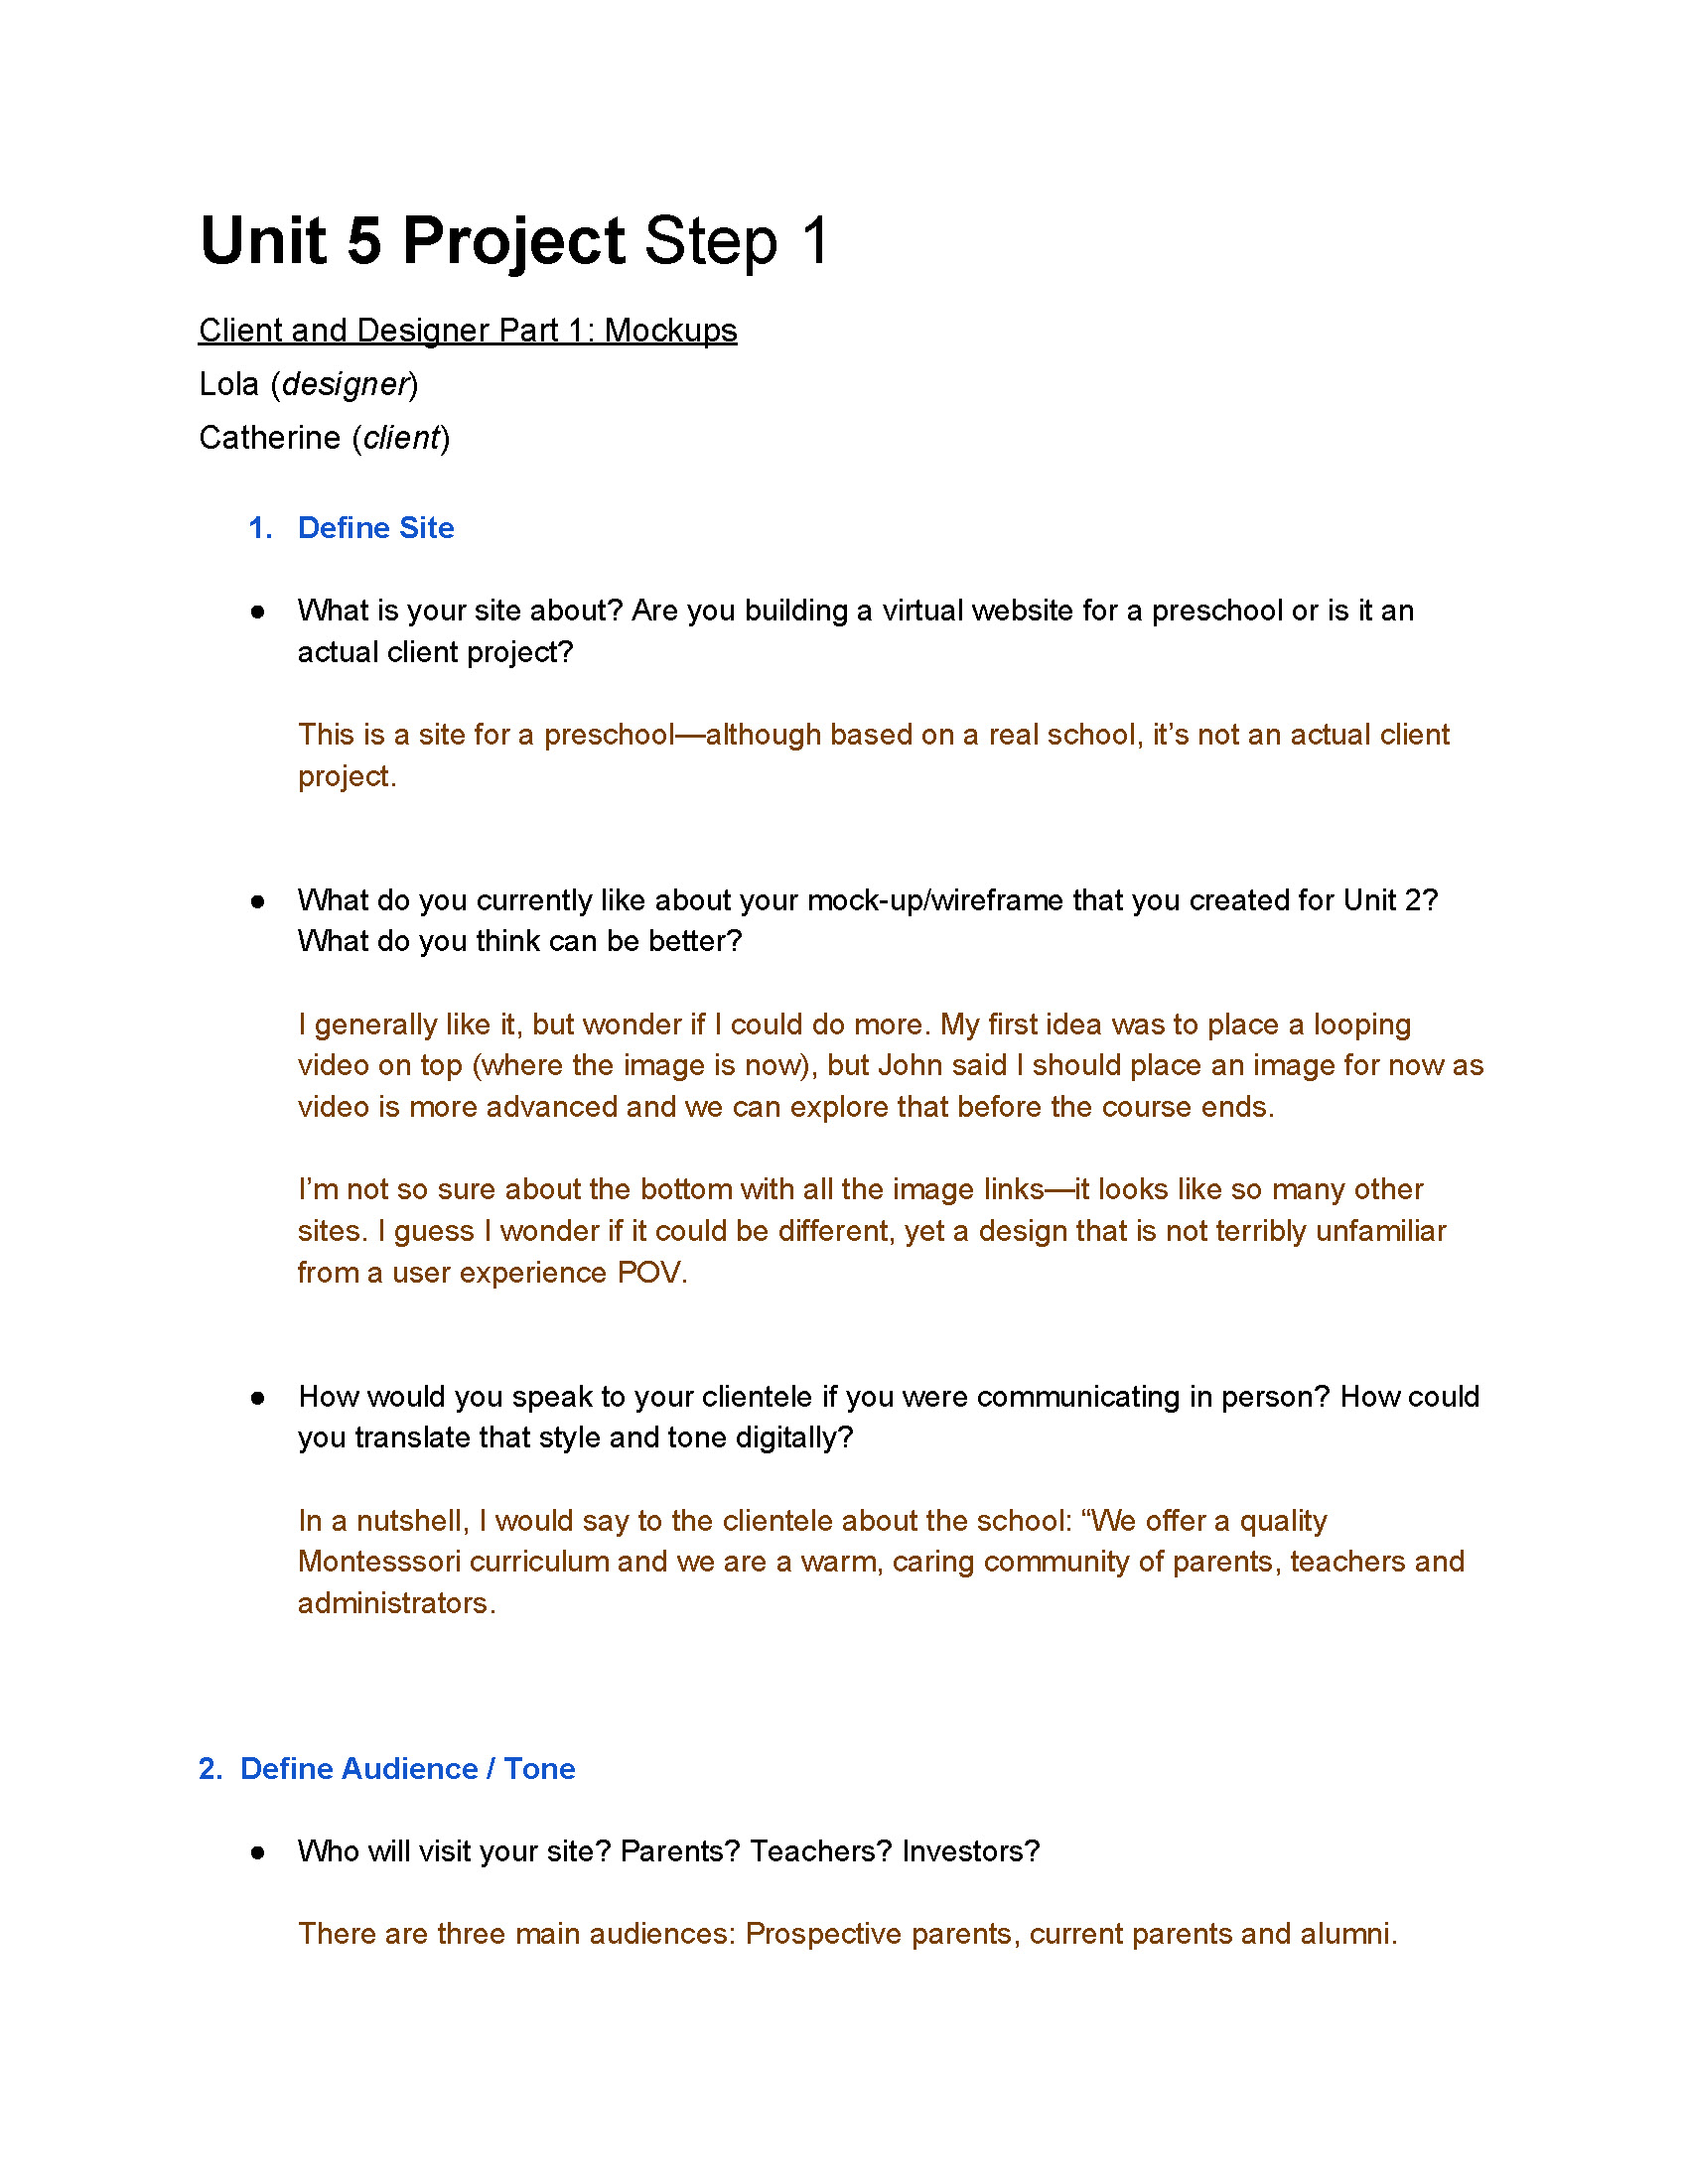 Unit 5 Project Step 1
Client and Designer Part 1: Mockups
Lola (designer)
Catherine (client)
1. Define Site
● What is your site about? Are you building a virtual website for a preschool or is it an
actual client project?
This is a site for a preschool—although based on a real school, it’s not an actual client
project.
● What do you currently like about your mock-up/wireframe that you created for Unit 2?
What do you think can be better?
I generally like it, but wonder if I could do more. My first idea was to place a looping
video on top (where the image is now), but John said I should place an image for now as
video is more advanced and we can explore that before the course ends.
I’m not so sure about the bottom with all the image links—it looks like so many other
sites. I guess I wonder if it could be different, yet a design that is not terribly unfamiliar
from a user experience POV.
● How would you speak to your clientele if you were communicating in person? How could
you translate that style and tone digitally?
In a nutshell, I would say to the clientele about the school: “We offer a quality
Montesssori curriculum and we are a warm, caring community of parents, teachers and
administrators.
2. Define Audience / Tone
● Who will visit your site? Parents? Teachers? Investors?
There are three main audiences: Prospective parents, current parents and alumni.